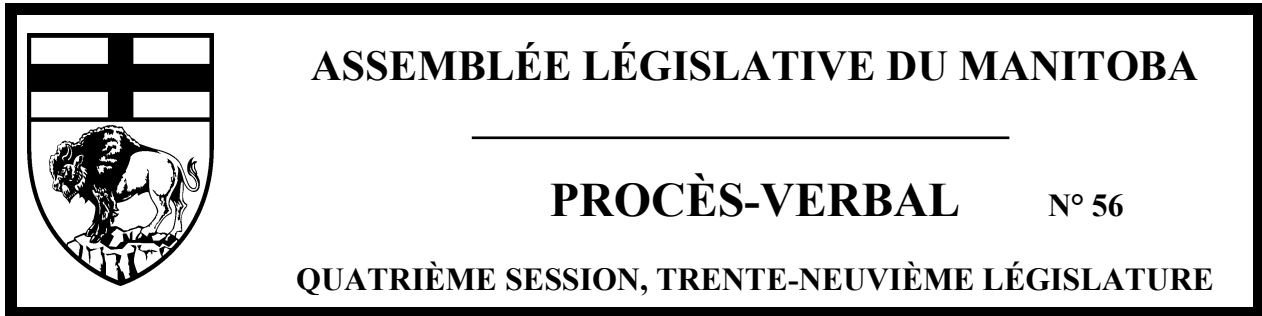 ASSEMBLÉE LÉGISLATIVE DU MANITOBA
PROCÈS-VERBAL N° 56
QUATRIÈME SESSION, TRENTE-NEUVIÈME LÉGISLATURE